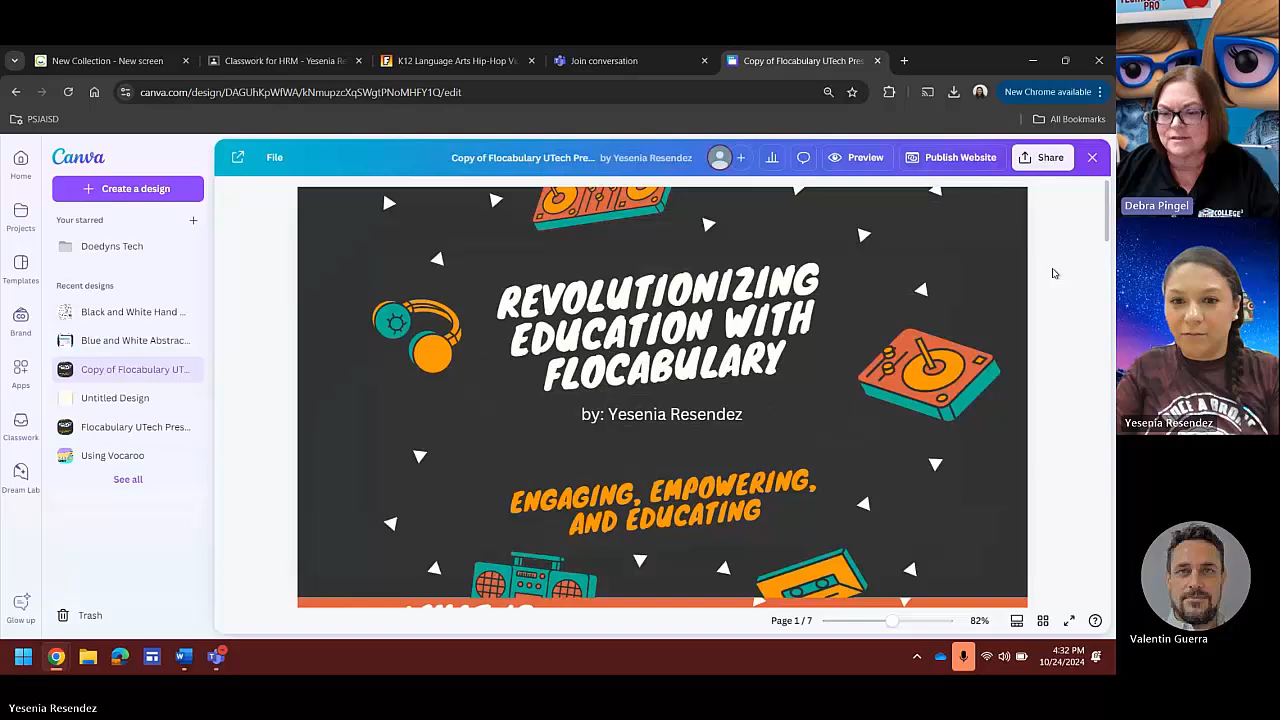 New Collection - New screen
Classwork for HRM - Yesenia Re
K12 Language Arts Hip-Hop V
Join conversation
Copy of Flocabulary UTech Pres
canva.com/design/DAGUhKpWfWA/kNmupzcXqSWgtPNoMHFY1Q/edit
New Chrome available
PSJAISD
All Bookmarks
Canva
File
Copy of Flocabulary UTech Pre... by Yesenia Resendez
Preview
Publish Website
Share
Home
Projects
Templates
Brand
Apps
Classwork
Dream Lab
Glow up
Create a design
Your starred
Doedyns Tech
Recent designs
Black and White Hand ...
Blue and White Abstrac...
Copy of Flocabulary UT...
Untitled Design
Flocabulary UTech Pres...
Using Vocaroo
See all
Trash
REVOLUTIONIZING
EDUCATION WITH
FLOCABULARY
by: Yesenia Resendez
ENGAGING, EMPOWERING,
AND EDUCATING
Page 1 / 7
82%
4:32 PM
10/24/2024
PRO
Debra Pingel
COLLEGE³
Yesenia Resendez
Valentin Guerra
Yesenia Resendez